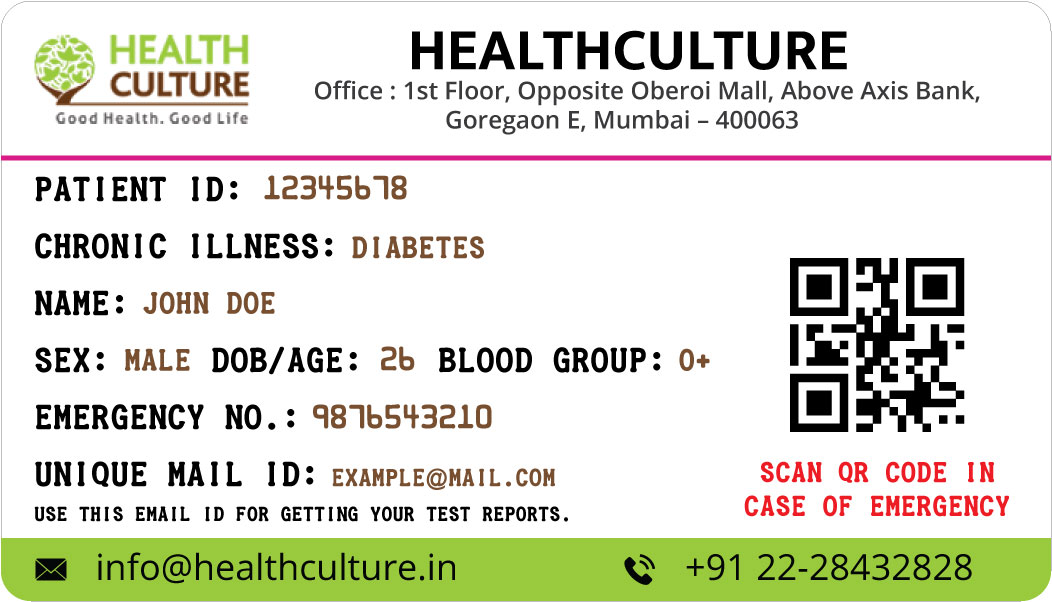 HEALTH
CULTURE
Good Health. Good Life
HEALTHCULTURE
Office : 1st Floor, Opposite Oberoi Mall, Above Axis Bank,
Goregaon E, Mumbai – 400063
PATIENT ID: 12345678
CHRONIC ILLNESS: DIABETES
NAME: JOHN DOE
SEX: MALE DOB/AGE: 26 BLOOD GROUP: O+
EMERGENCY NO.: 9876543210
UNIQUE MAIL ID: EXAMPLE@MAIL.COM
USE THIS EMAIL ID FOR GETTING YOUR TEST REPORTS.
SCAN QR CODE IN
CASE OF EMERGENCY
info@healthculture.in +91 22-28432828